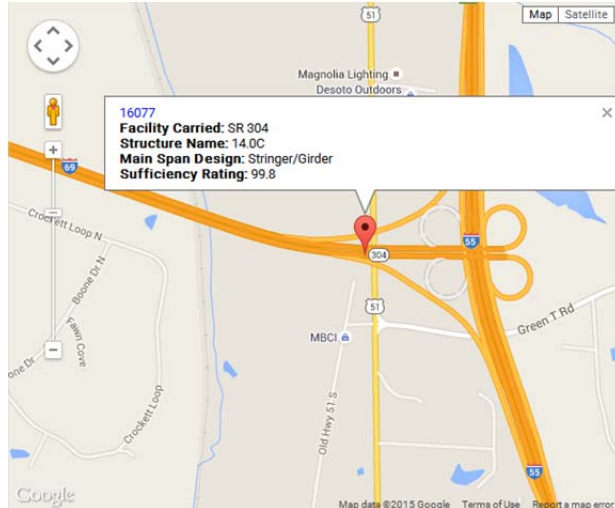 51
Map
Satellite
Magnolia Lighting
Desoto Outdoors
16077
Facility Carried: SR 304
Structure Name: 14.0C
Main Span Design: Stringer/Girder
Sufficiency Rating: 99.8
69
Crockett Loop N
Boone Dr N
55
304
51
Fawn Cove
one Dr
Crockett Loop
MBCI
Green T Rd
Old Hwy 51 S
55
Google
Map data ©2015 Google
Terms of Use
Report a map error